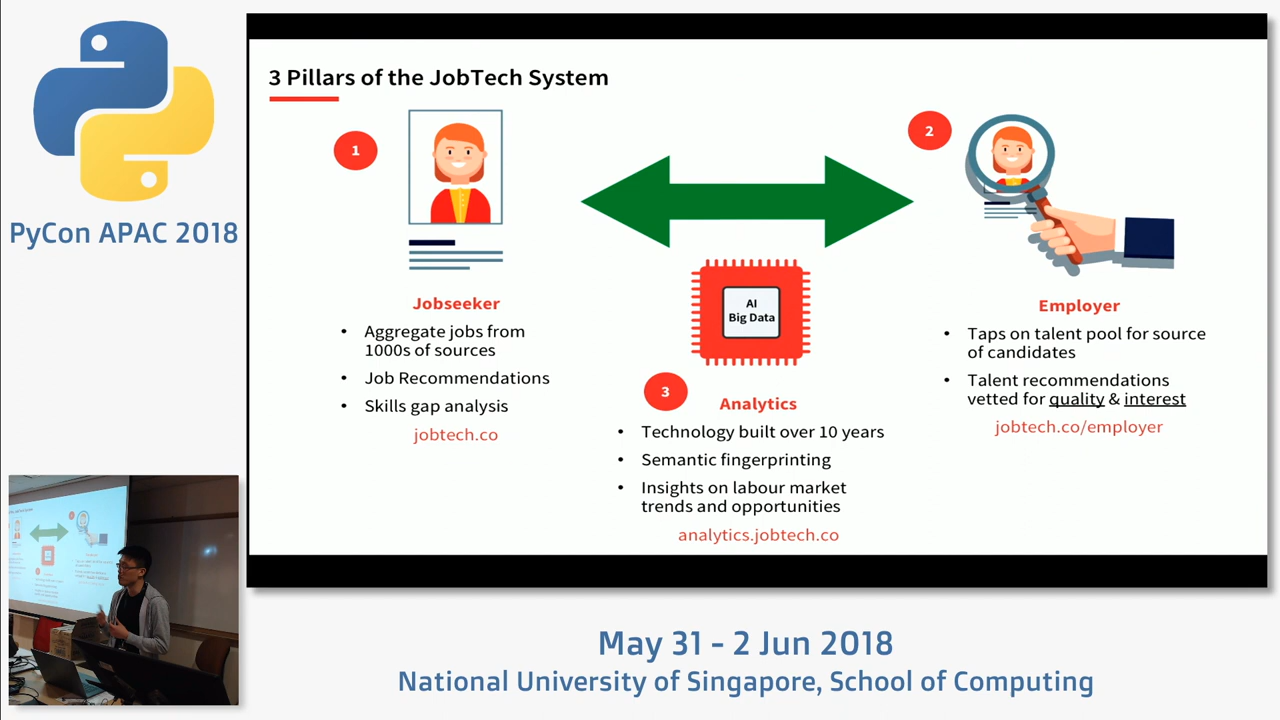 PyCon APAC 2018
3 Pillars of the JobTech System
1
Jobseeker
• Aggregate jobs from
1000s of sources
• Job Recommendations
• Skills gap analysis
jobtech.co
AI
Big Data
3
Analytics
• Technology built over 10 years
• Semantic fingerprinting
• Insights on labour market
trends and opportunities
analytics.jobtech.co
2
Employer
• Taps on talent pool for source
of candidates
• Talent recommendations
vetted for quality & interest
jobtech.co/employer
May 31 - 2 Jun 2018
National University of Singapore, School of Computing